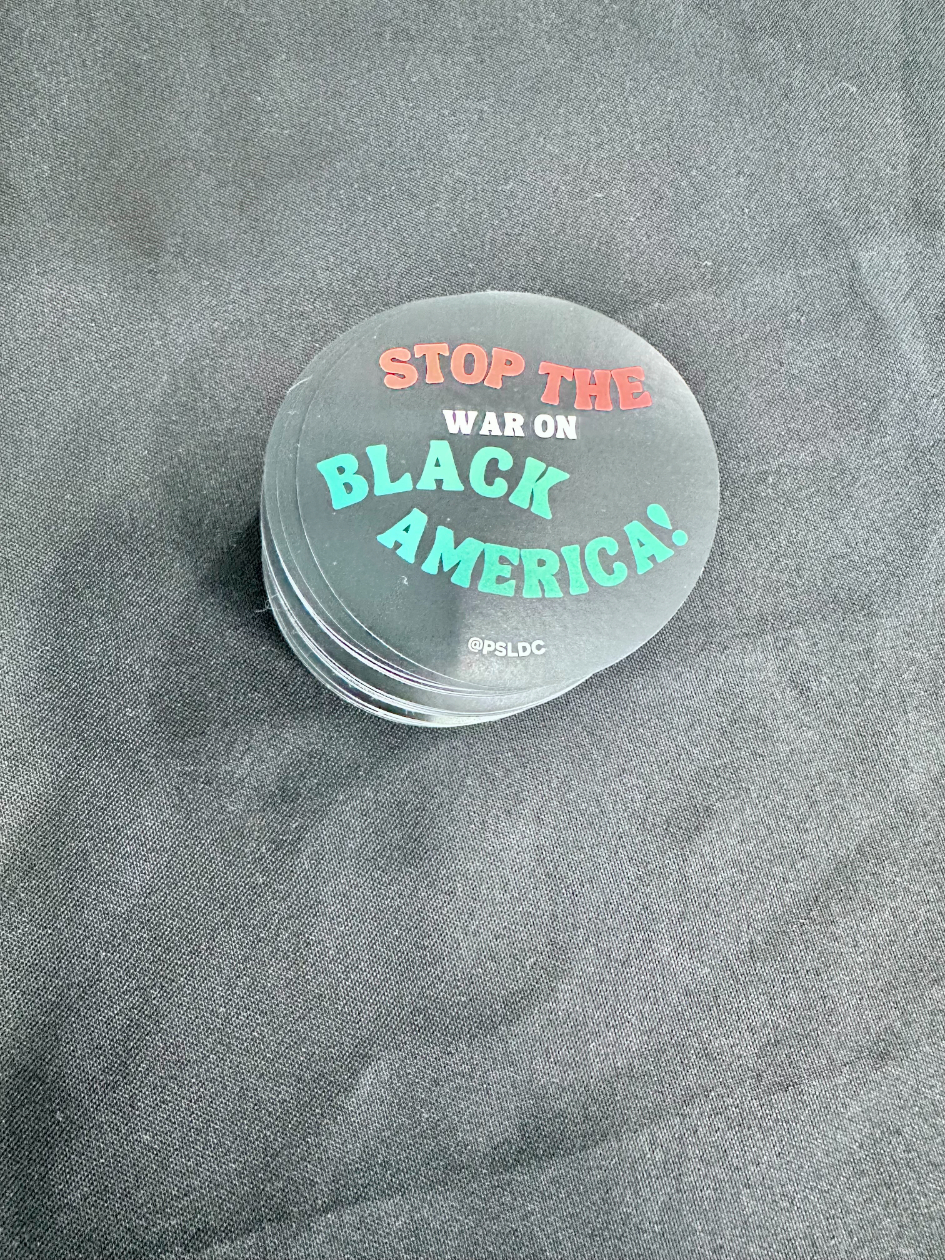 STOP THE
WAR ON
BLACK
AMERICA!
@PSLDC